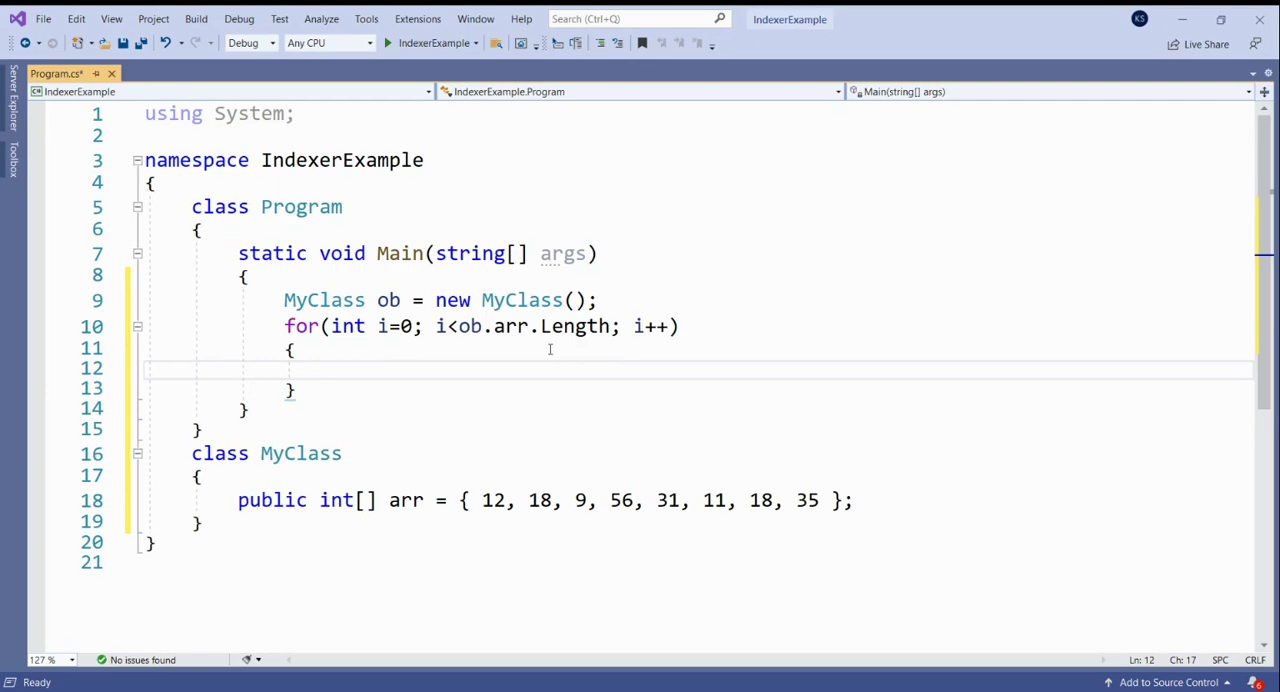 File Edit View Project Build Debug Test Analyze Tools Extensions Window Help Search (Ctrl+Q) IndexerExample KS
Debug Any CPU IndexerExample Live Share
Program.cs*
IndexerExample IndexerExample.Program Main(string[] args)
Server Explorer
Toolbox
1 using System;
2
3 namespace IndexerExample
4 {
5 class Program
6 {
7 static void Main(string[] args)
8 {
9 MyClass ob = new MyClass();
10 for(int i=0; i<ob.arr.Length; i++)
11 {
12
13 }
14 }
15 }
16 class MyClass
17 {
18 public int[] arr = { 12, 18, 9, 56, 31, 11, 18, 35 };
19 }
20 }
21
127 % No issues found Ln: 12 Ch: 17 SPC CRLF
Ready Add to Source Control 6